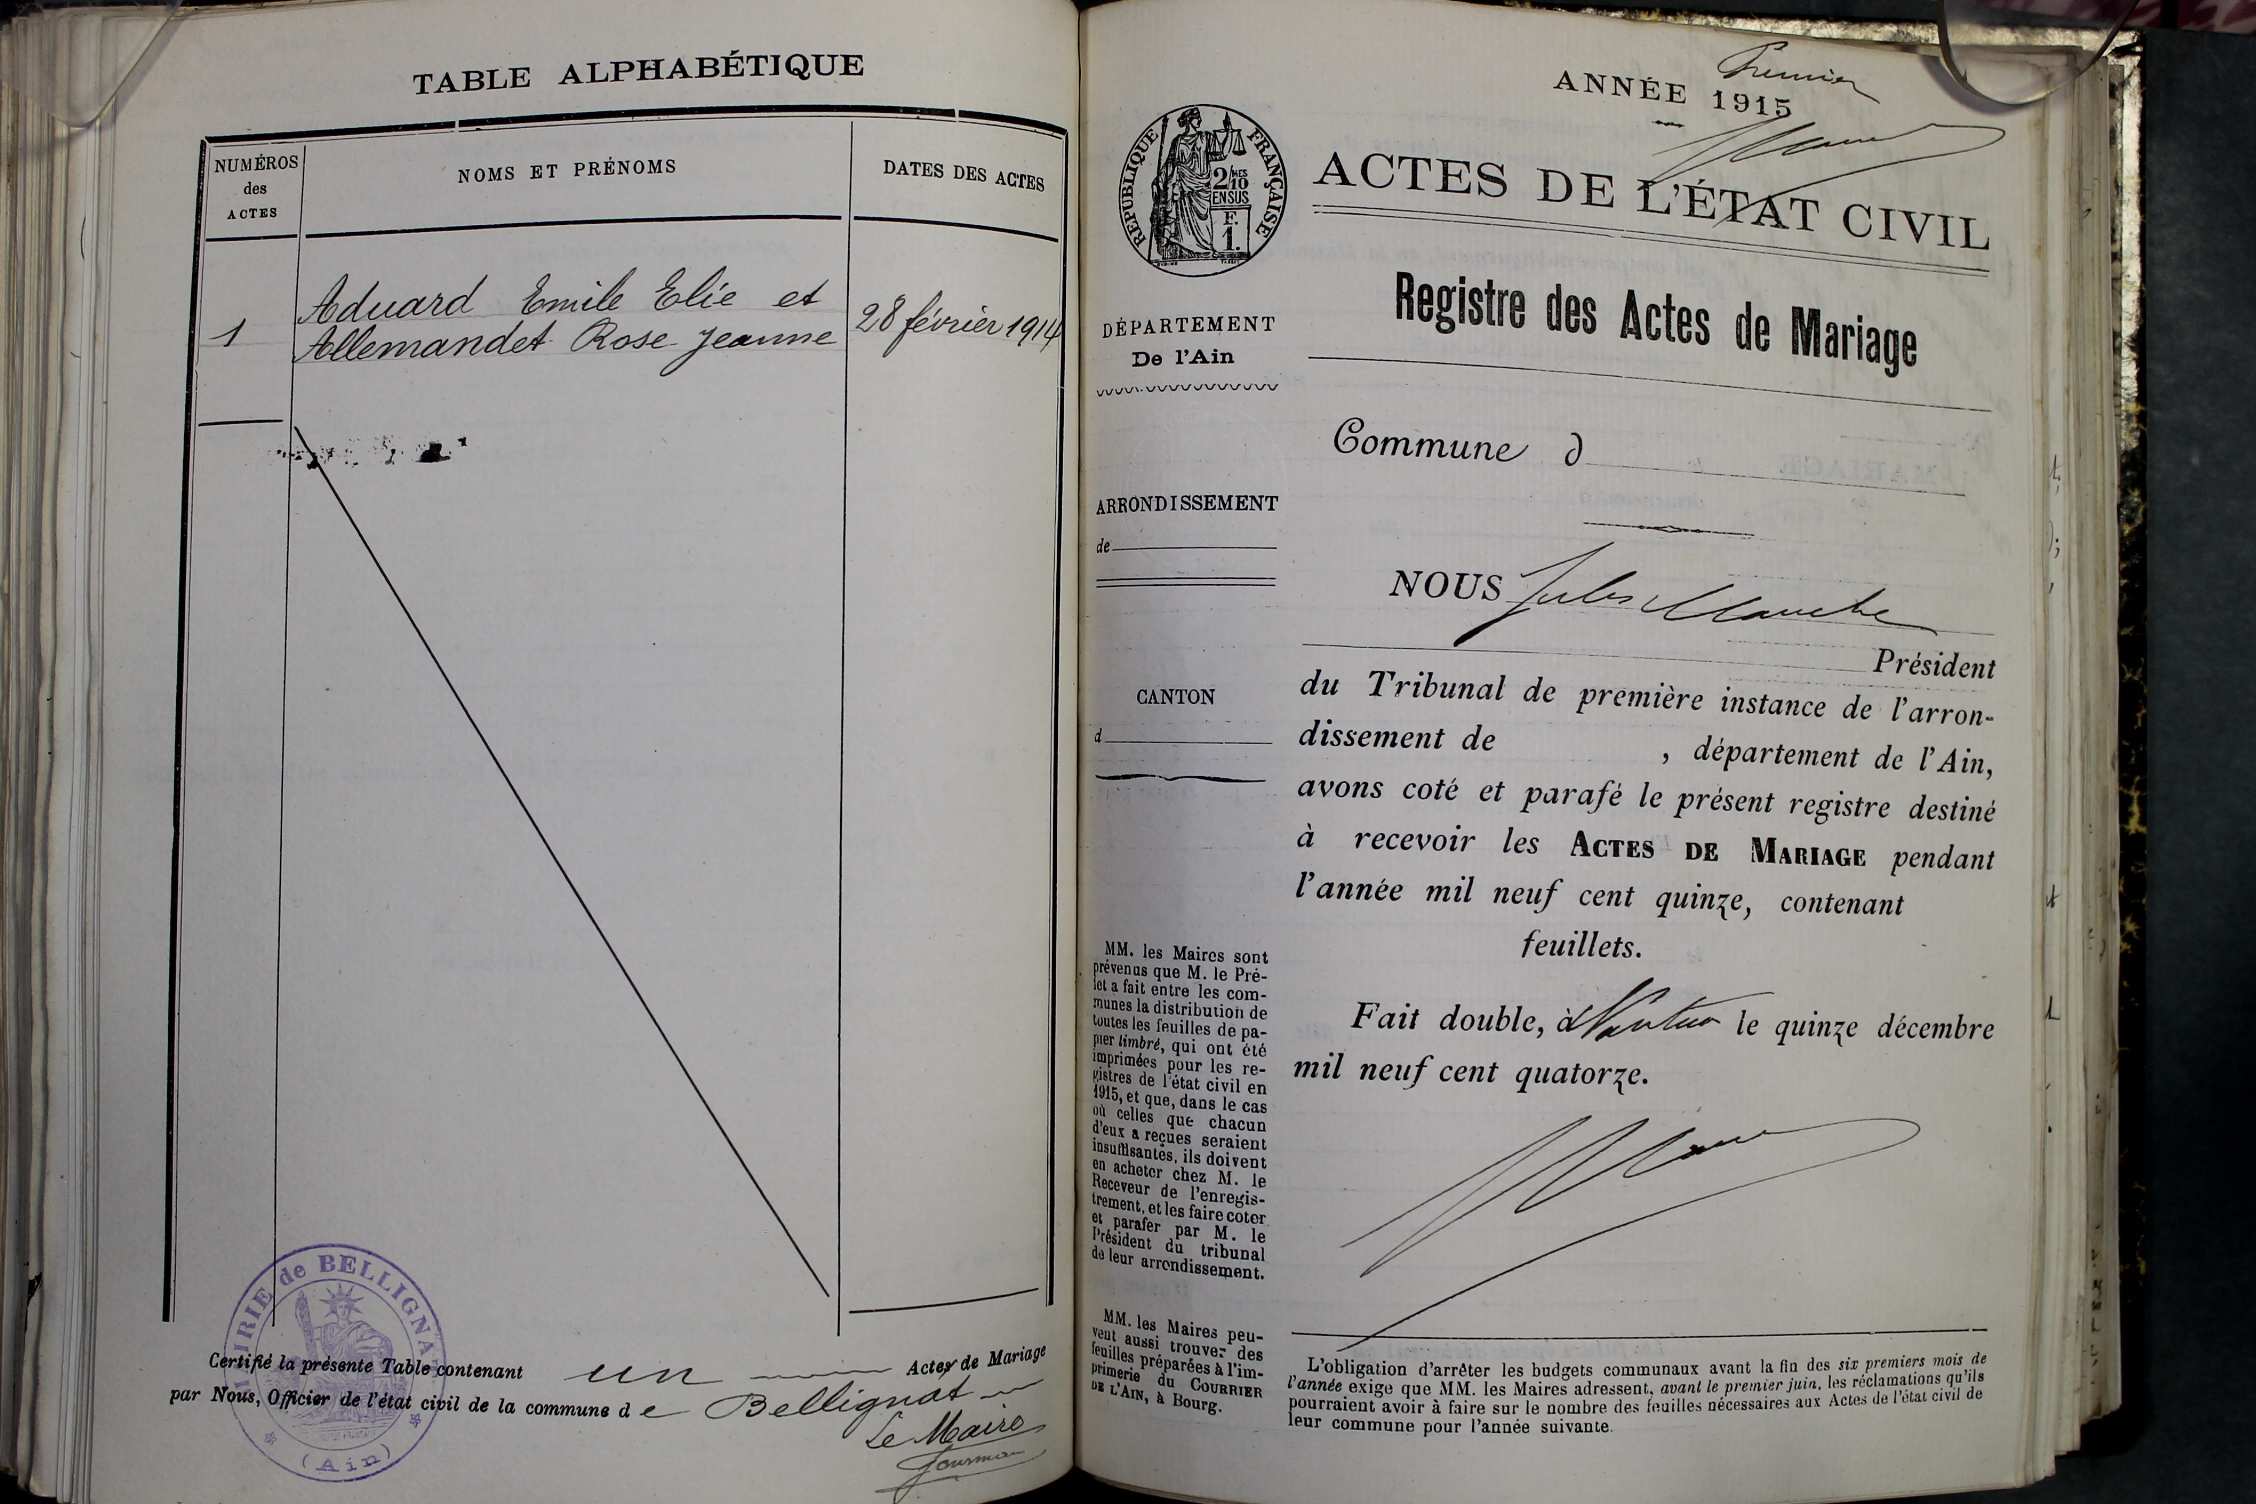 TABLE ALPHABÉTIQUE
NUMÉROS
des
ACTES
NOMS ET PRÉNOMS
DATES DES ACTES
1
Aduard Emile Elie et
Allemandet Rose Jeanne
28 février 1914
MAIRIE de BELLIGNAT
(Ain)
Certifié la présente Table contenant un Actes de Mariage
par Nous, Officier de l'état civil de la commune de Bellignat
Le Maire
ANNÉE 1915
Premier
RÉPUBLIQUE FRANÇAISE
2/10MES
EN SUS
F.
1.
ACTES DE L'ÉTAT CIVIL
Registre des Actes de Mariage
DÉPARTEMENT
De l'Ain
ARRONDISSEMENT
de
CANTON
d
MM. les Maires sont
prévenus que M. le Pré-
fet a fait entre les com-
munes la distribution de
toutes les feuilles de pa-
pier timbré, qui ont été
imprimées pour les re-
gistres de l'état civil en
1915, et que, dans le cas
où celles que chacun
d'eux a reçues seraient
insuffisantes, ils doivent
en acheter chez M. le
Receveur de l'enregis-
trement, et les faire coter
et parafer par M. le
Président du tribunal
de leur arrondissement.
MM. les Maires peu-
vent aussi trouver des
feuilles préparées à l'im-
primerie du COURRIER
DE L'AIN, à Bourg.
Commune d
NOUS Jules
Président
du Tribunal de première instance de l'arron-
dissement de , département de l'Ain,
avons coté et parafé le présent registre destiné
à recevoir les ACTES DE MARIAGE pendant
l'année mil neuf cent quinze, contenant
feuillets.
Fait double, à Nantua le quinze décembre
mil neuf cent quatorze.
L'obligation d'arrêter les budgets communaux avant la fin des six premiers mois de
l'année exige que MM. les Maires adressent, avant le premier juin, les réclamations qu'ils
pourraient avoir à faire sur le nombre des feuilles nécessaires aux Actes de l'état civil de
leur commune pour l'année suivante.